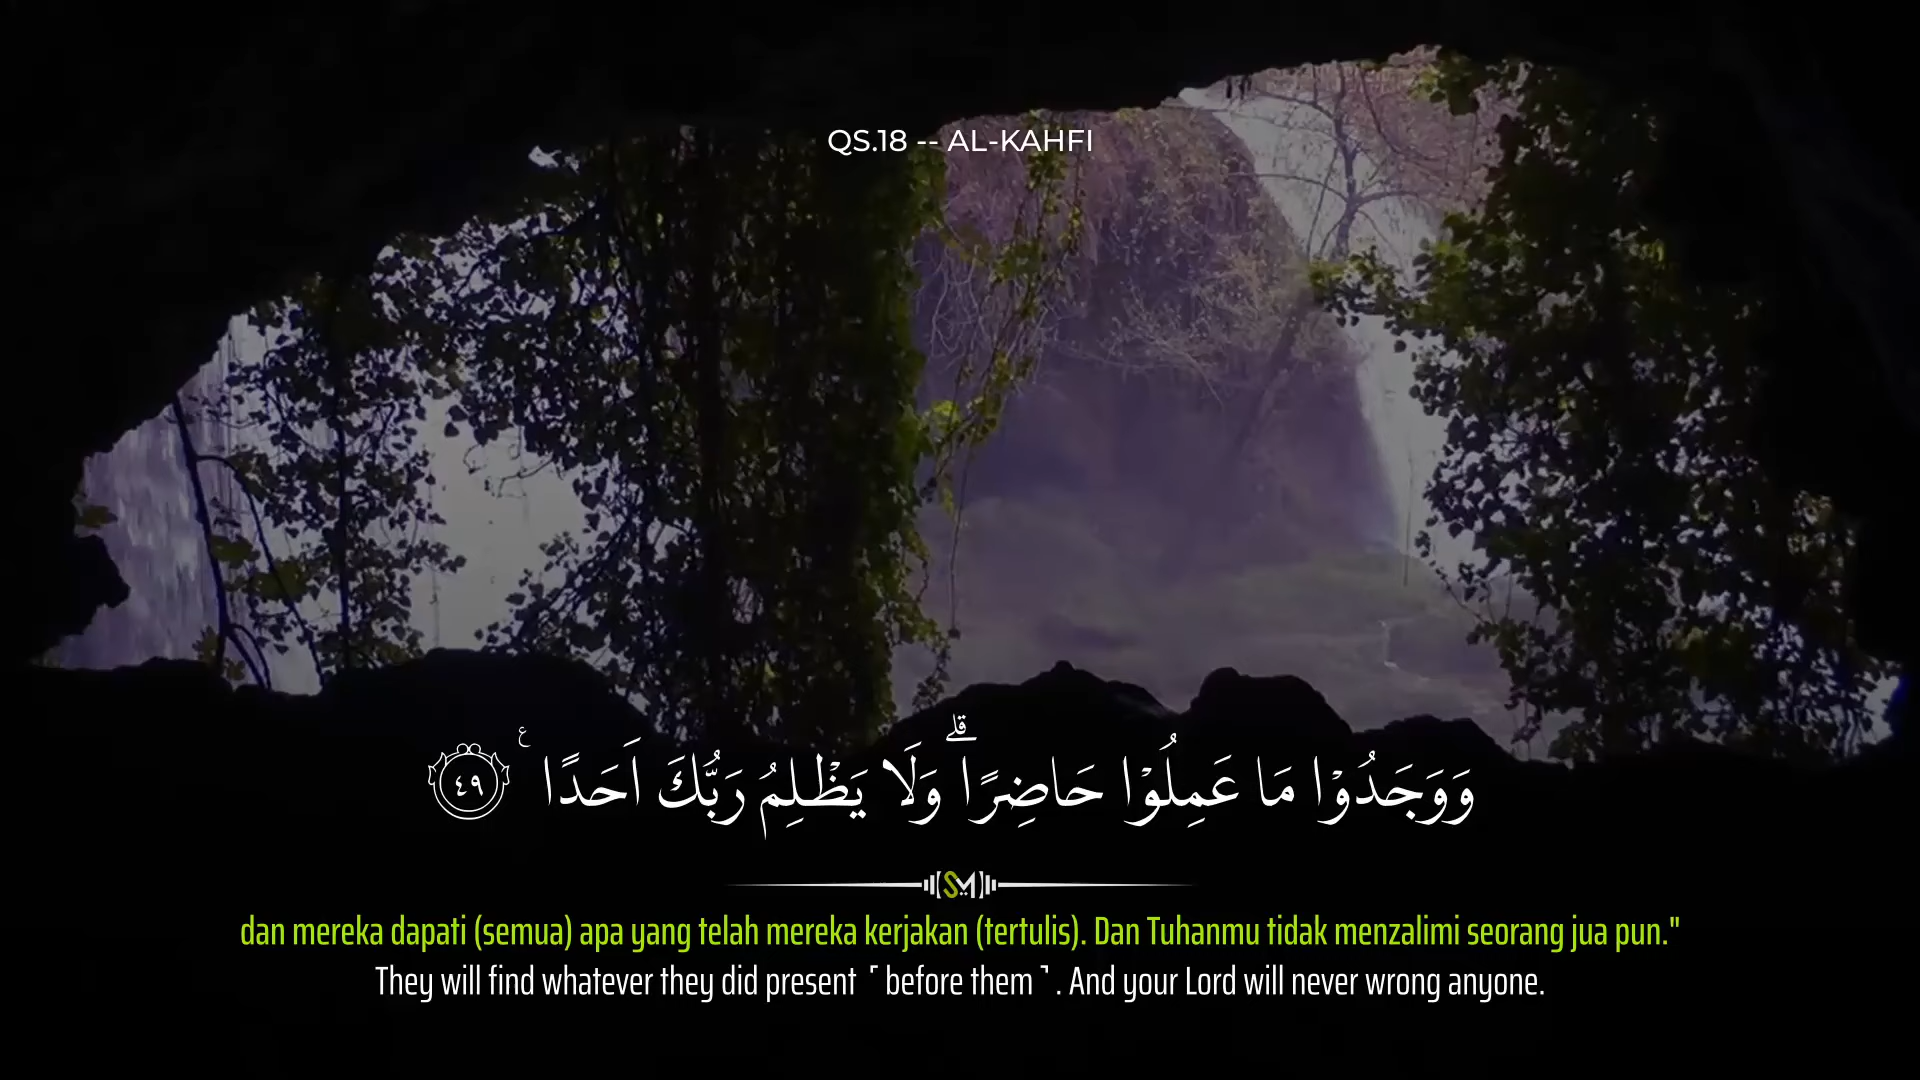 QS.18 -- AL-KAHFI
وَوَجَدُوْا مَا عَمِلُوْا حَاضِرًاۗ وَلَا يَظْلِمُ رَبُّكَ اَحَدًا ࣖ ٤٩
SM
dan mereka dapati (semua) apa yang telah mereka kerjakan (tertulis). Dan Tuhanmu tidak menzalimi seorang jua pun."
They will find whatever they did present ˹before them˺. And your Lord will never wrong anyone.